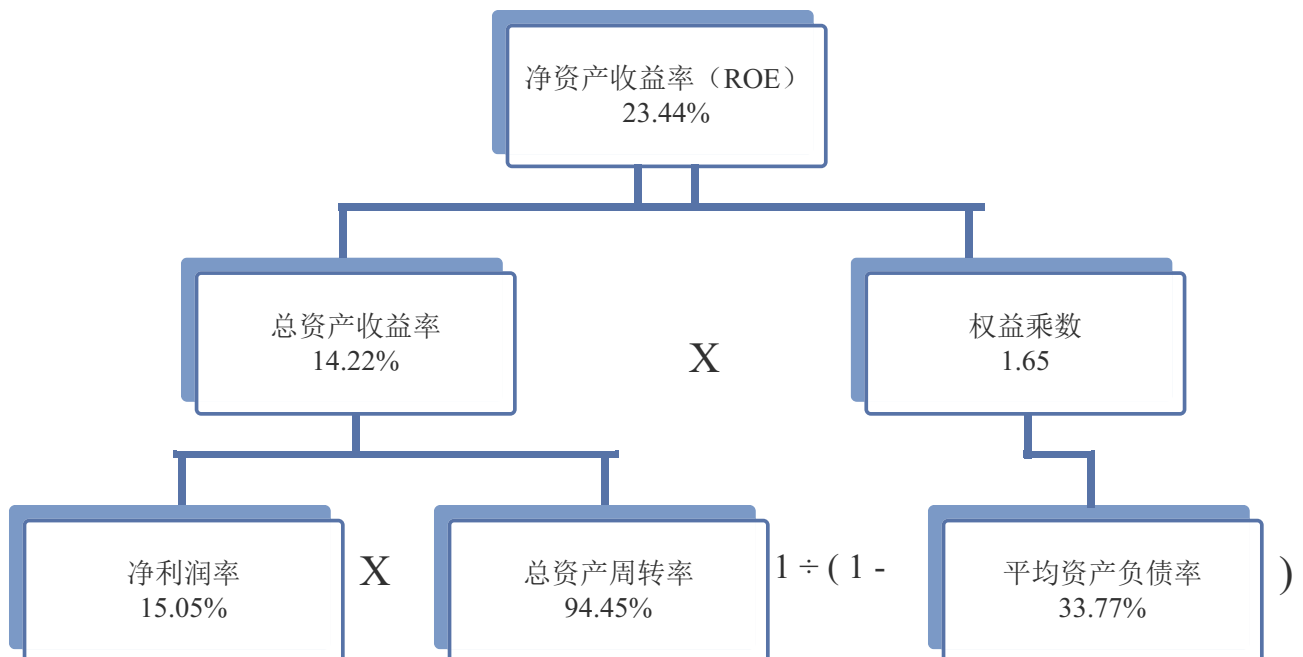 净资产收益率（ROE）
23.44%
总资产收益率
14.22%
X
权益乘数
1.65
净利润率
15.05%
X
总资产周转率
94.45%
1 ÷ ( 1 -
平均资产负债率
33.77%
)